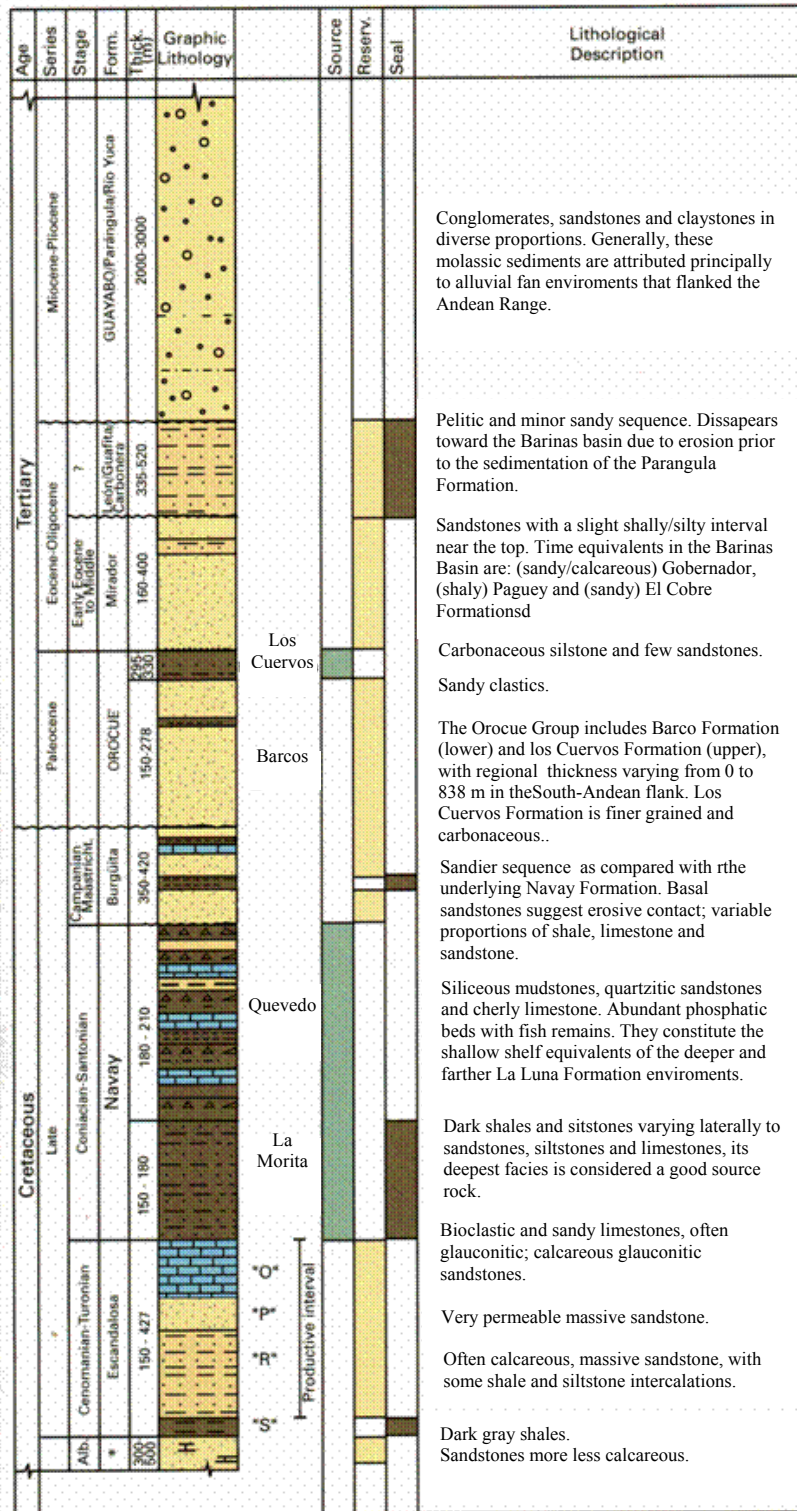 Age
Series
Stage
Form.
Thick. (m)
Graphic
Lithology
Source
Reserv.
Seal
Lithological
Description
Tertiary
Cretaceous
Miocene-Pliocene
Eocene-Oligocene
Paleocene
Late
?
Early Eocene
to Middle
Campanian
Maastricht.
Coniacian-Santonian
Cenomanian-Turonian
Alb.
GUAYABO/Parángula/Río Yuca
León/Guafita/
Carbonera
Mirador
OROCUE
Burgüita
Navay
Escandalosa
*
2000-3000
335-520
160-400
295
330
150-278
350-420
180 - 210
150 - 180
150 - 427
300-
500
Los
Cuervos
Barcos
Quevedo
La
Morita
"O"
"P"
"R"
"S"
Productive interval
Conglomerates, sandstones and claystones in
diverse proportions. Generally, these
molassic sediments are attributed principally
to alluvial fan enviroments that flanked the
Andean Range.
Pelitic and minor sandy sequence. Dissapears
toward the Barinas basin due to erosion prior
to the sedimentation of the Parangula
Formation.
Sandstones with a slight shally/silty interval
near the top. Time equivalents in the Barinas
Basin are: (sandy/calcareous) Gobernador,
(shaly) Paguey and (sandy) El Cobre
Formationsd
Carbonaceous silstone and few sandstones.
Sandy clastics.
The Orocue Group includes Barco Formation
(lower) and los Cuervos Formation (upper),
with regional thickness varying from 0 to
838 m in theSouth-Andean flank. Los
Cuervos Formation is finer grained and
carbonaceous..
Sandier sequence as compared with rthe
underlying Navay Formation. Basal
sandstones suggest erosive contact; variable
proportions of shale, limestone and
sandstone.
Siliceous mudstones, quartzitic sandstones
and cherly limestone. Abundant phosphatic
beds with fish remains. They constitute the
shallow shelf equivalents of the deeper and
farther La Luna Formation enviroments.
Dark shales and sitstones varying laterally to
sandstones, siltstones and limestones, its
deepest facies is considered a good source
rock.
Bioclastic and sandy limestones, often
glauconitic; calcareous glauconitic
sandstones.
Very permeable massive sandstone.
Often calcareous, massive sandstone, with
some shale and siltstone intercalations.
Dark gray shales.
Sandstones more less calcareous.